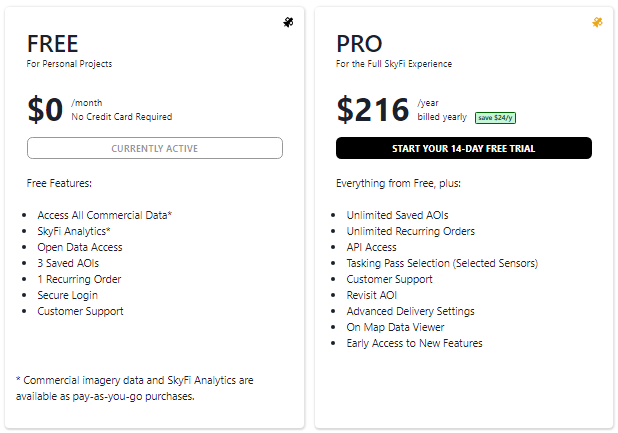 FREE
For Personal Projects
$0 /month
No Credit Card Required
CURRENTLY ACTIVE
Free Features:
• Access All Commercial Data*
• SkyFi Analytics*
• Open Data Access
• 3 Saved AOIs
• 1 Recurring Order
• Secure Login
• Customer Support
* Commercial imagery data and SkyFi Analytics are
available as pay-as-you-go purchases.
PRO
For the Full SkyFi Experience
$216 /year
billed yearly save $24/y
START YOUR 14-DAY FREE TRIAL
Everything from Free, plus:
• Unlimited Saved AOIs
• Unlimited Recurring Orders
• API Access
• Tasking Pass Selection (Selected Sensors)
• Customer Support
• Revisit AOI
• Advanced Delivery Settings
• On Map Data Viewer
• Early Access to New Features